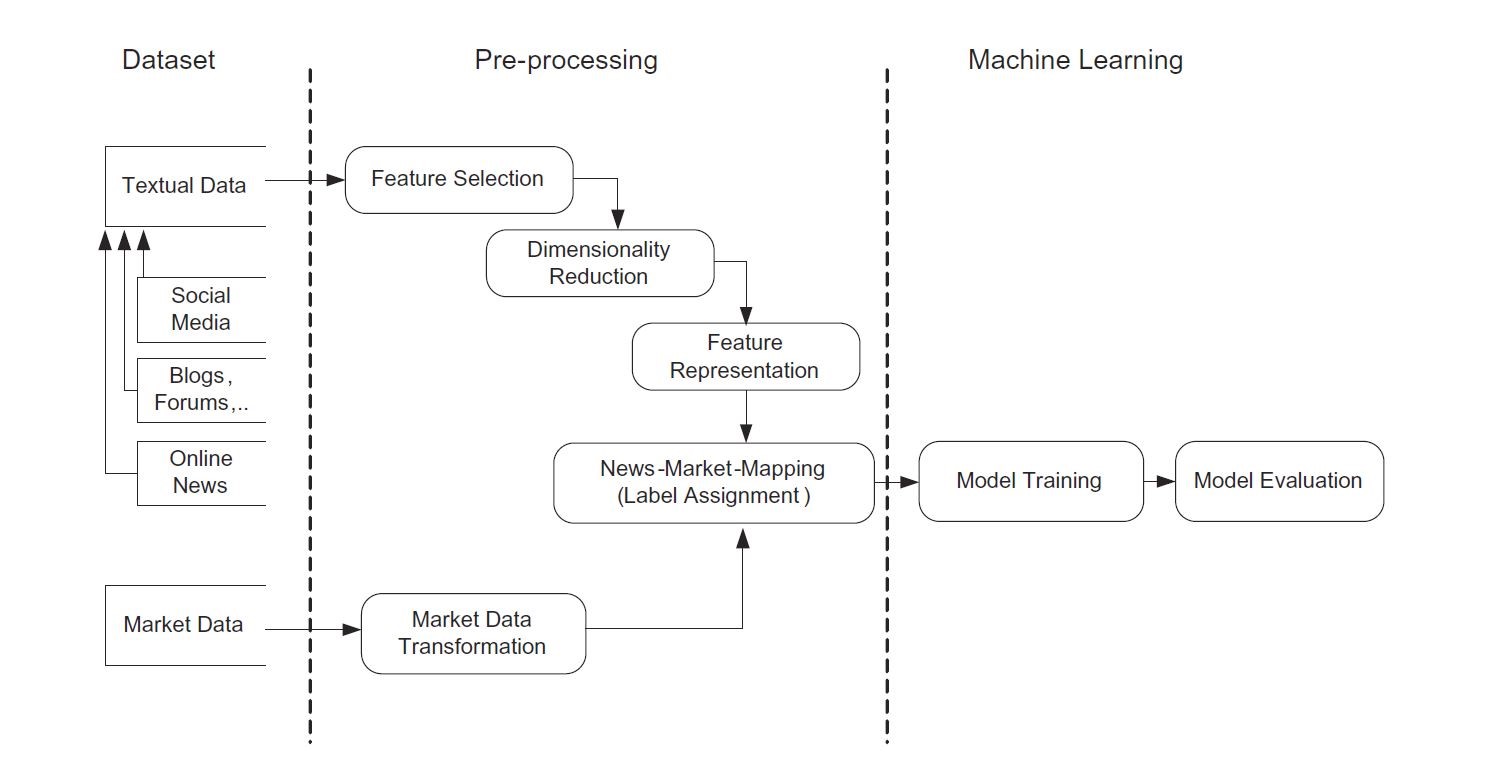 Dataset
Pre-processing
Machine Learning
Textual Data
Social
Media
Blogs,
Forums,..
Online
News
Market Data
Feature Selection
Dimensionality
Reduction
Feature
Representation
News-Market-Mapping
(Label Assignment)
Market Data
Transformation
Model Training
Model Evaluation